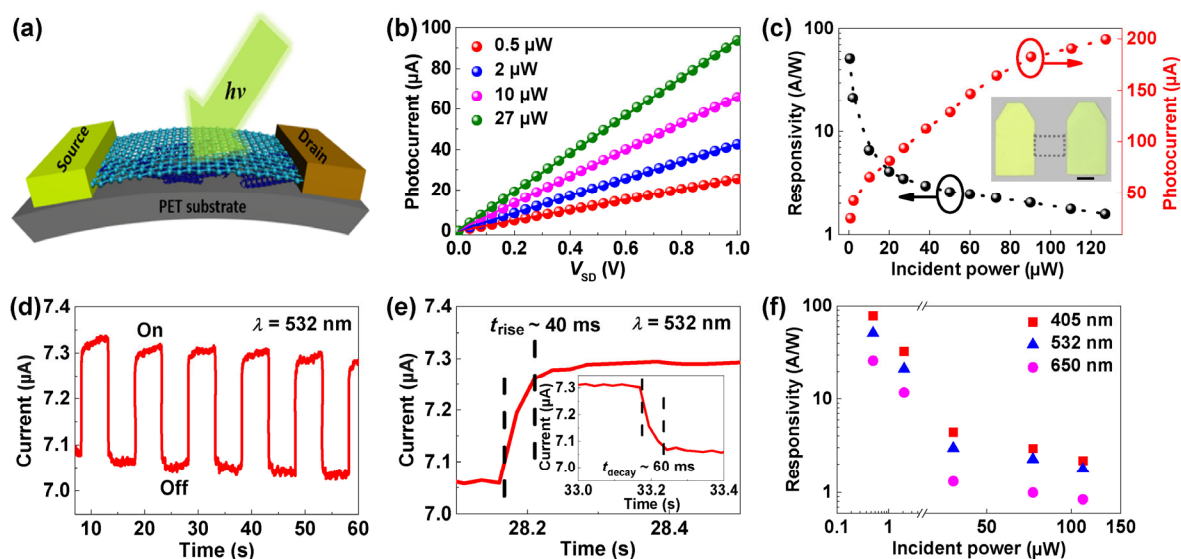 (a)
hν
Source
Drain
PET substrate
(b)
Photocurrent (μA)
100
80
60
40
20
0
0.5 μW
2 μW
10 μW
27 μW
0.0 0.2 0.4 0.6 0.8 1.0
V_SD (V)
(c)
Responsivity (A/W)
100
10
1
200
150
100
50
Photocurrent (μA)
0 20 40 60 80 100 120 140
Incident power (μW)
(d)
Current (μA)
7.4
7.3
7.2
7.1
7.0
On
λ = 532 nm
Off
10 20 30 40 50 60
Time (s)
(e)
Current (μA)
7.4
7.3
7.2
7.1
7.0
t_rise ~ 40 ms
λ = 532 nm
Current (μA)
7.3
7.2
7.1
7.0
t_decay ~ 60 ms
33.0 33.2 33.4
Time (s)
28.2 28.4
Time (s)
(f)
Responsivity (A/W)
100
10
1
405 nm
532 nm
650 nm
0.1 1 50 100 150
Incident power (μW)